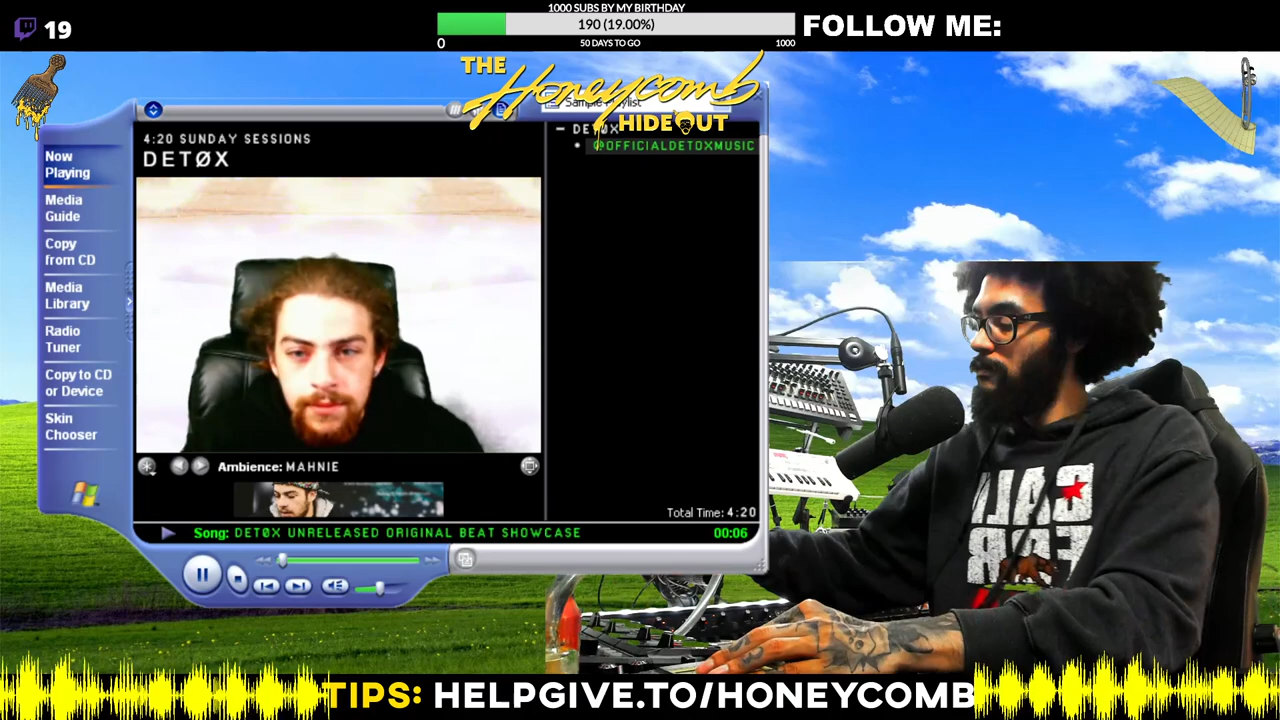 19
1000 SUBS BY MY BIRTHDAY
190 (19.00%)
0 50 DAYS TO GO 1000
FOLLOW ME:
THE Honeycomb HIDEOUT
Sample Playlist
4:20 SUNDAY SESSIONS
DETØX
DETØX
@OFFICIALDETOXMUSIC
Now Playing
Media Guide
Copy from CD
Media Library
Radio Tuner
Copy to CD or Device
Skin Chooser
Ambience: MAHNIE
Total Time: 4:20
Song: DETØX UNRELEASED ORIGINAL BEAT SHOWCASE 00:06
TIPS: HELPGIVE.TO/HONEYCOMB